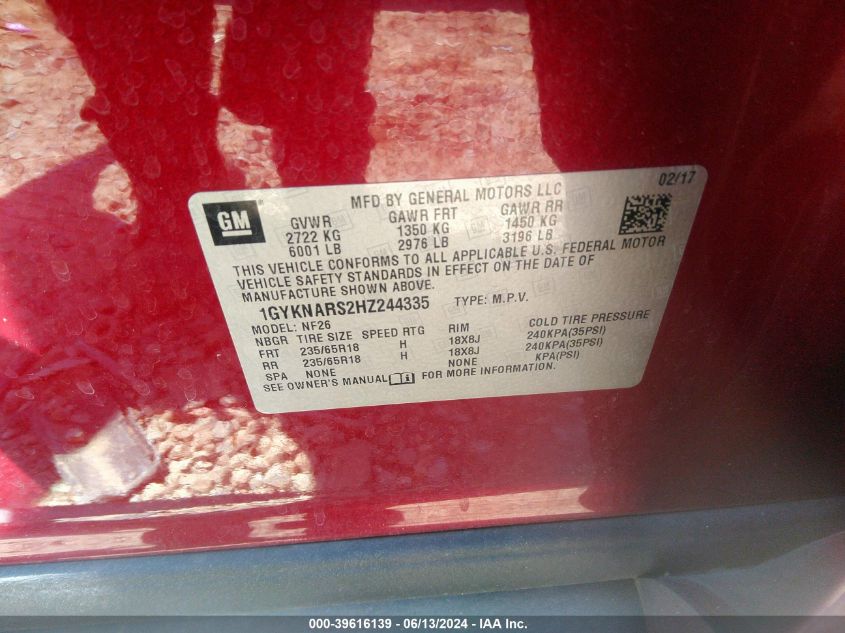 MFD BY GENERAL MOTORS LLC 02/17
GM
GVWR GAWR FRT GAWR RR
2722 KG 1350 KG 1450 KG
6001 LB 2976 LB 3196 LB
THIS VEHICLE CONFORMS TO ALL APPLICABLE U.S. FEDERAL MOTOR
VEHICLE SAFETY STANDARDS IN EFFECT ON THE DATE OF
MANUFACTURE SHOWN ABOVE.
1GYKNARS2HZ244335 TYPE: M.P.V.
MODEL: NF26
NBGR TIRE SIZE SPEED RTG RIM COLD TIRE PRESSURE
FRT 235/65R18 H 18X8J 240KPA(35PSI)
RR 235/65R18 H 18X8J 240KPA(35PSI)
SPA NONE NONE KPA(PSI)
SEE OWNER'S MANUAL FOR MORE INFORMATION.
000-39616139 - 06/13/2024 - IAA Inc.